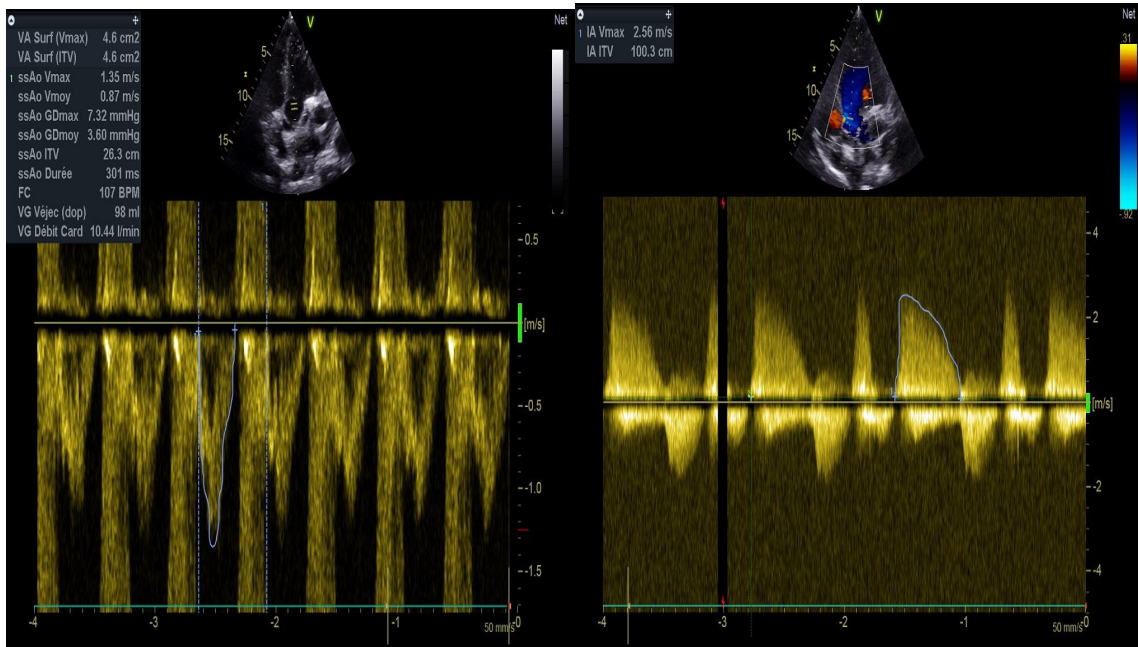 VA Surf (Vmax) 4.6 cm2
VA Surf (ITV) 4.6 cm2
1 ssAo Vmax 1.35 m/s
ssAo Vmoy 0.87 m/s
ssAo GDmax 7.32 mmHg
ssAo GDmoy 3.60 mmHg
ssAo ITV 26.3 cm
ssAo Durée 301 ms
FC 107 BPM
VG Véjec (dop) 98 ml
VG Débit Card 10.44 l/min
V
5
10
15
Net
0.5
[m/s]
-0.5
-1.0
-1.5
-4
-3
-2
-1
-0
50 mm/s
1 IA Vmax 2.56 m/s
IA ITV 100.3 cm
V
5
10
15
Net
.31
-.92
4
2
[m/s]
-2
-4
-4
-3
-2
-1
-0
50 mm/s